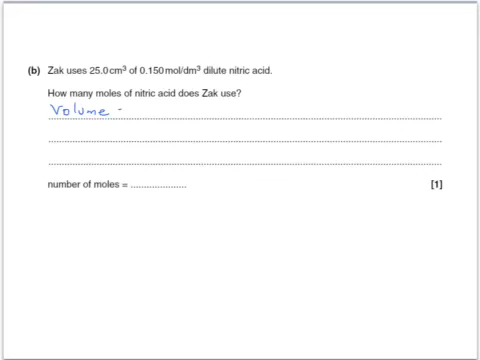 (b) Zak uses 25.0 cm³ of 0.150 mol/dm³ dilute nitric acid.
How many moles of nitric acid does Zak use?
Volume -
number of moles = .................... [1]